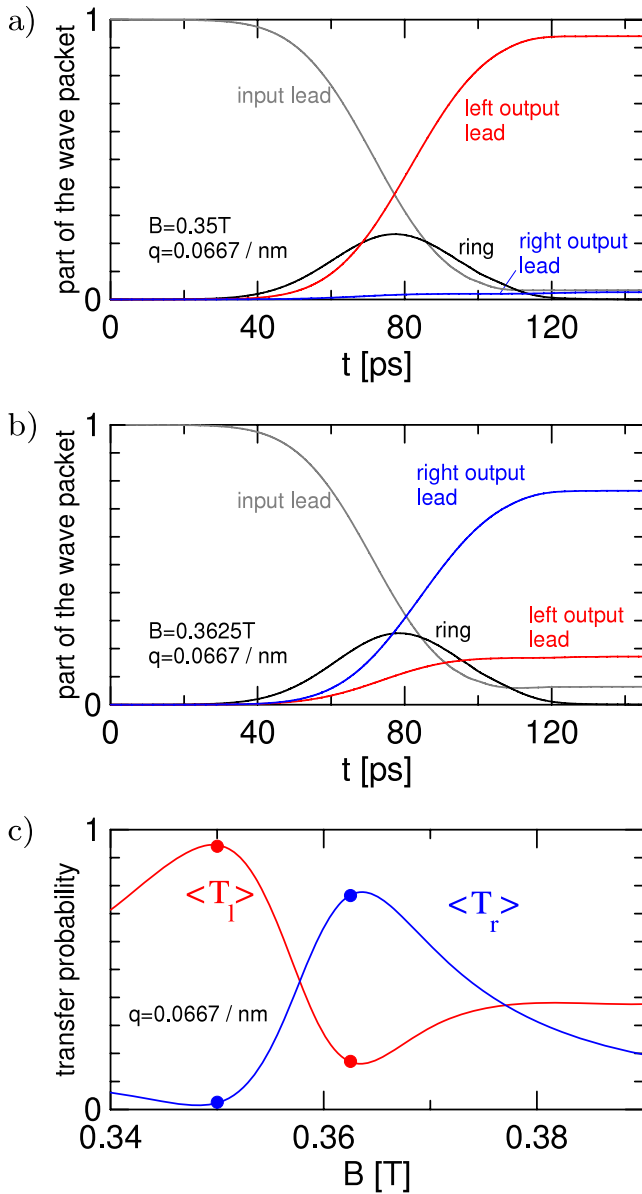 a)
1
input lead
left output
lead
B=0.35T
q=0.0667 / nm
ring
right output
lead
part of the wave packet
0
0
40
80
120
t [ps]
b)
1
right output
lead
input lead
left output
lead
B=0.3625T
q=0.0667 / nm
ring
part of the wave packet
0
0
40
80
120
t [ps]
c)
1
<T_l>
<T_r>
q=0.0667 / nm
transfer probability
0
0.34
0.36
0.38
B [T]